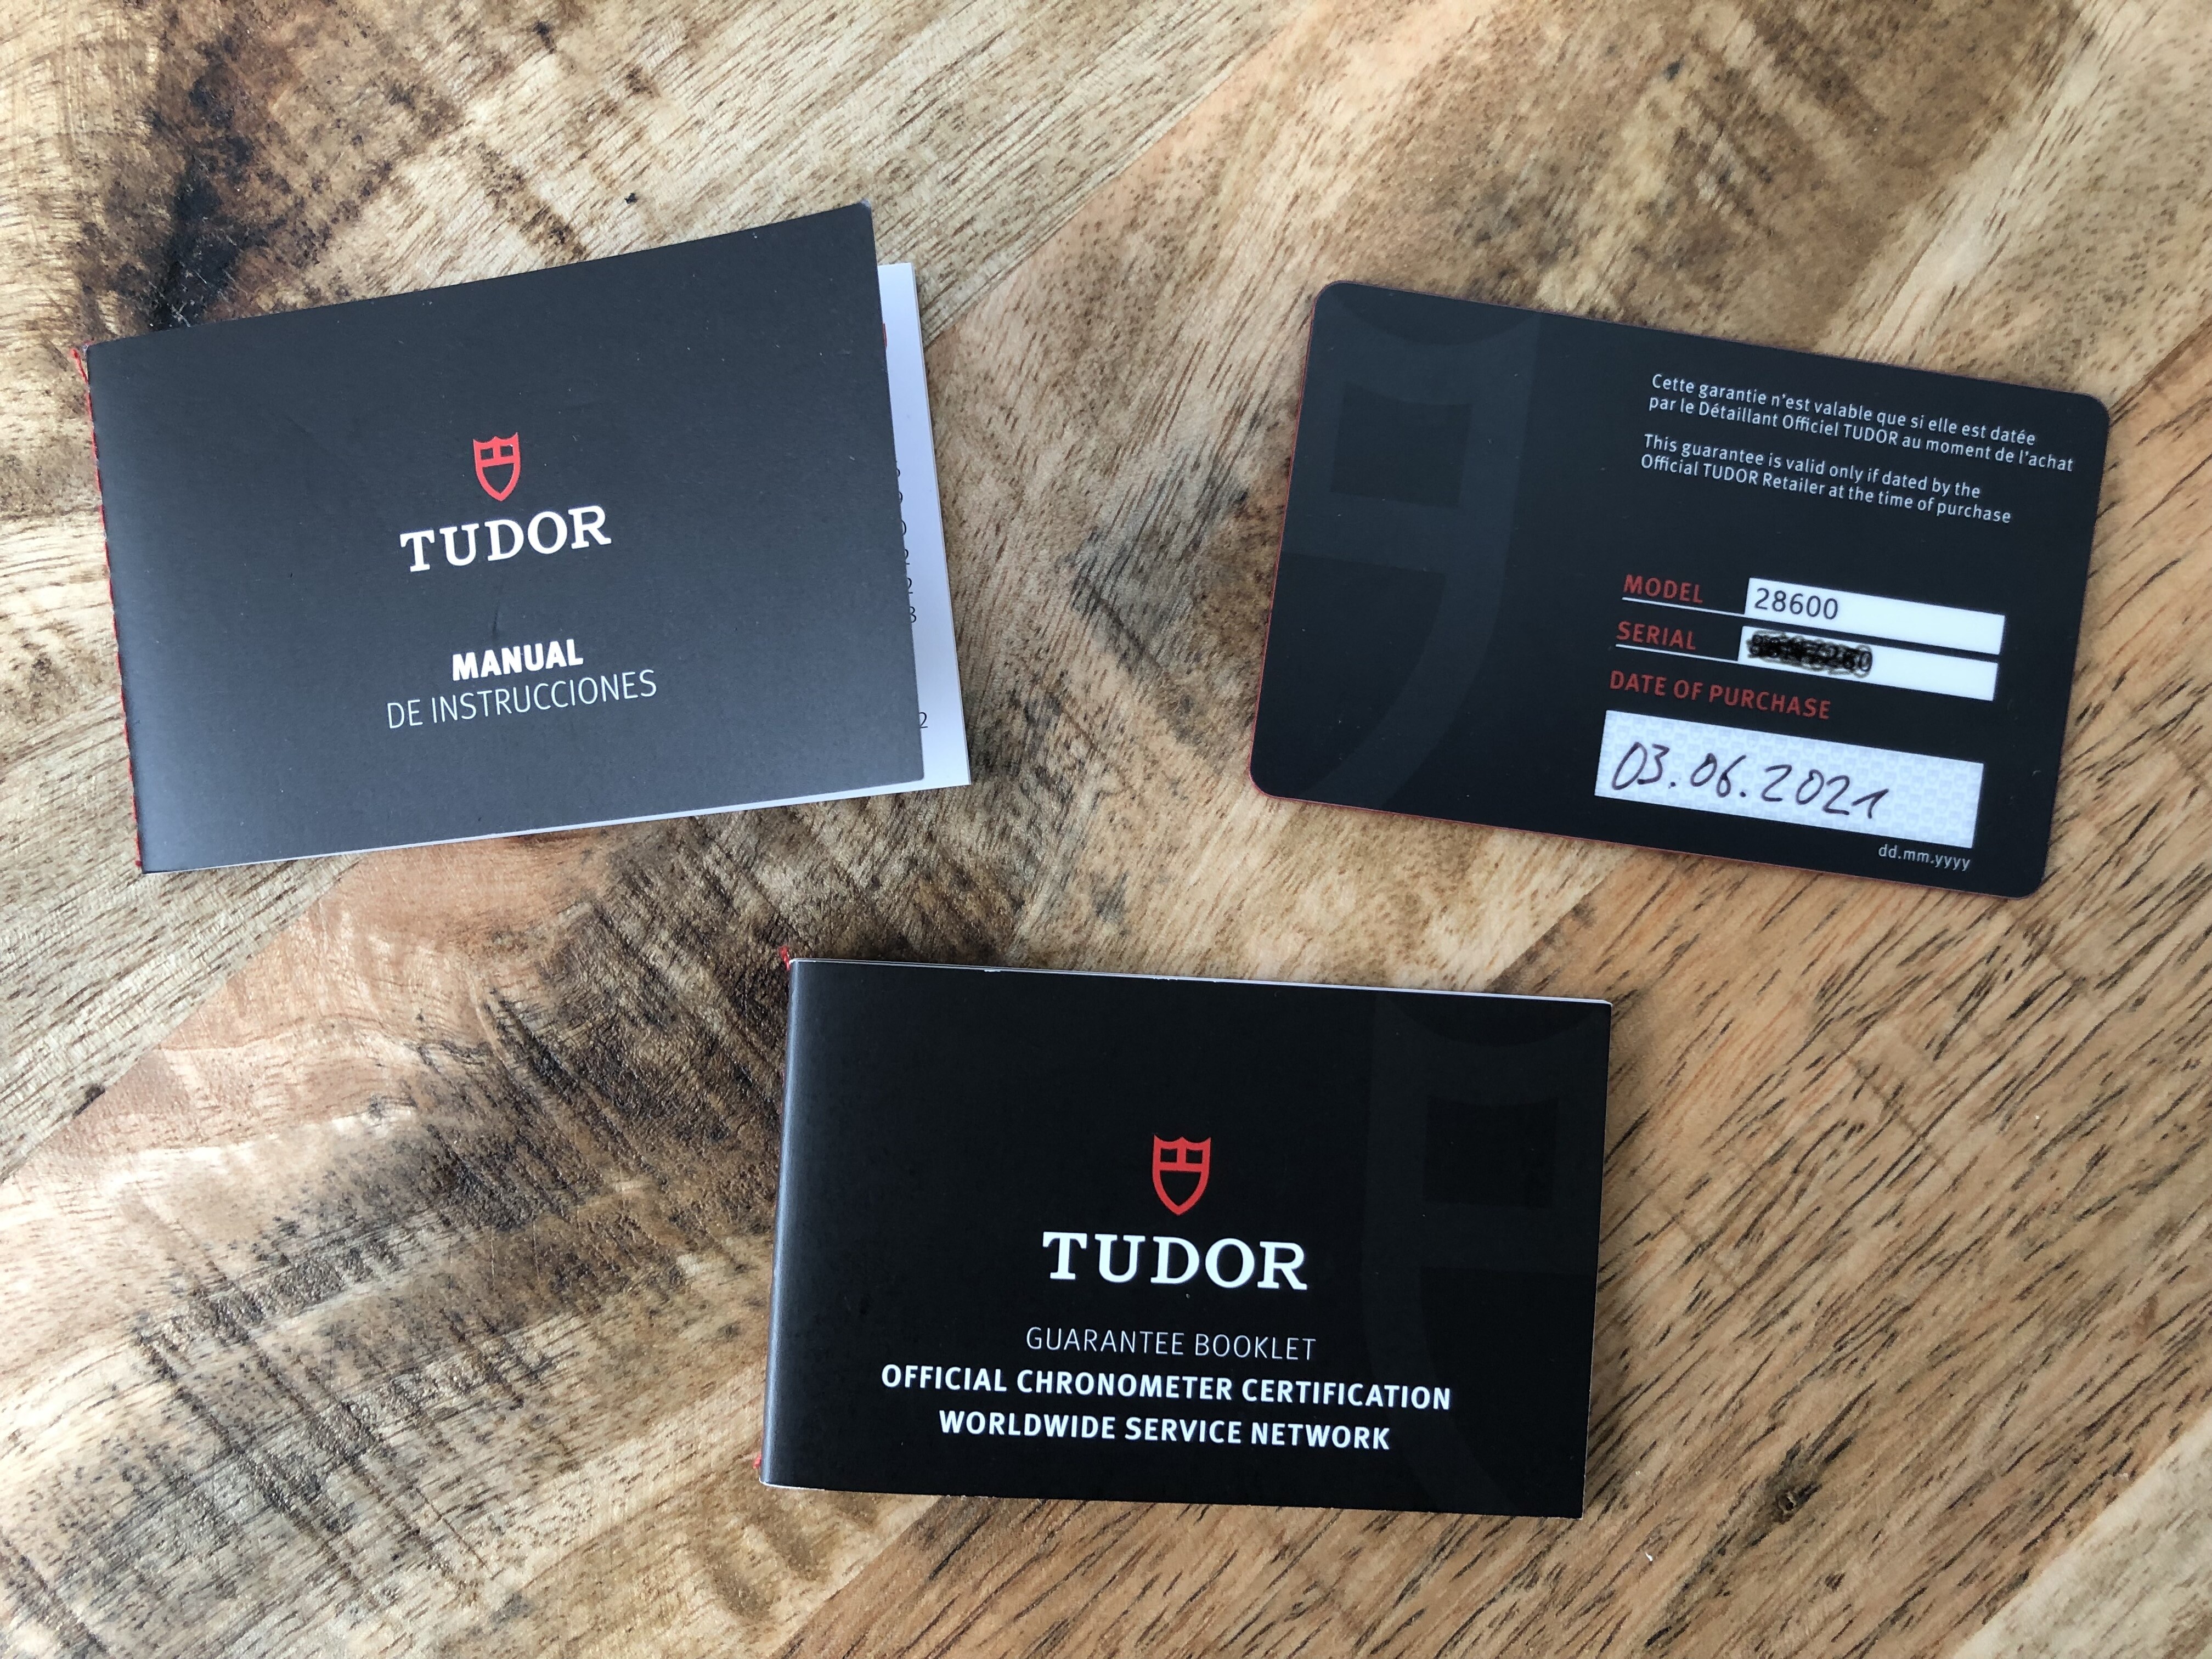 TUDOR
MANUAL
DE INSTRUCCIONES
2
Cette garantie n'est valable que si elle est datée
par le Détaillant Officiel TUDOR au moment de l'achat
This guarantee is valid only if dated by the
Official TUDOR Retailer at the time of purchase
MODEL 28600
SERIAL
DATE OF PURCHASE
03.06.2021
dd.mm.yyyy
TUDOR
GUARANTEE BOOKLET
OFFICIAL CHRONOMETER CERTIFICATION
WORLDWIDE SERVICE NETWORK